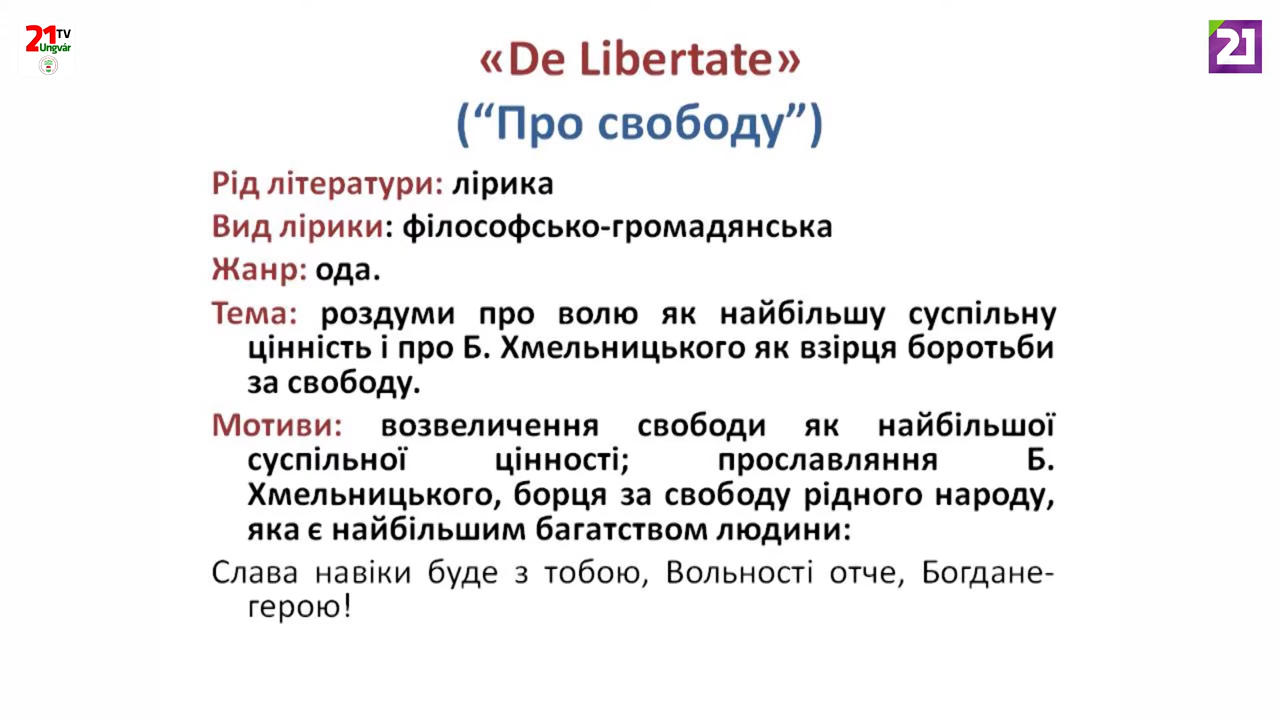 21 TV
Ungvár
21
«De Libertate»
(“Про свободу”)
Рід літератури: лірика
Вид лірики: філософсько-громадянська
Жанр: ода.
Тема: роздуми про волю як найбільшу суспільну
цінність і про Б. Хмельницького як взірця боротьби
за свободу.
Мотиви: возвеличення свободи як найбільшої
суспільної цінності; прославляння Б.
Хмельницького, борця за свободу рідного народу,
яка є найбільшим багатством людини:
Слава навіки буде з тобою, Вольності отче, Богдане-
герою!